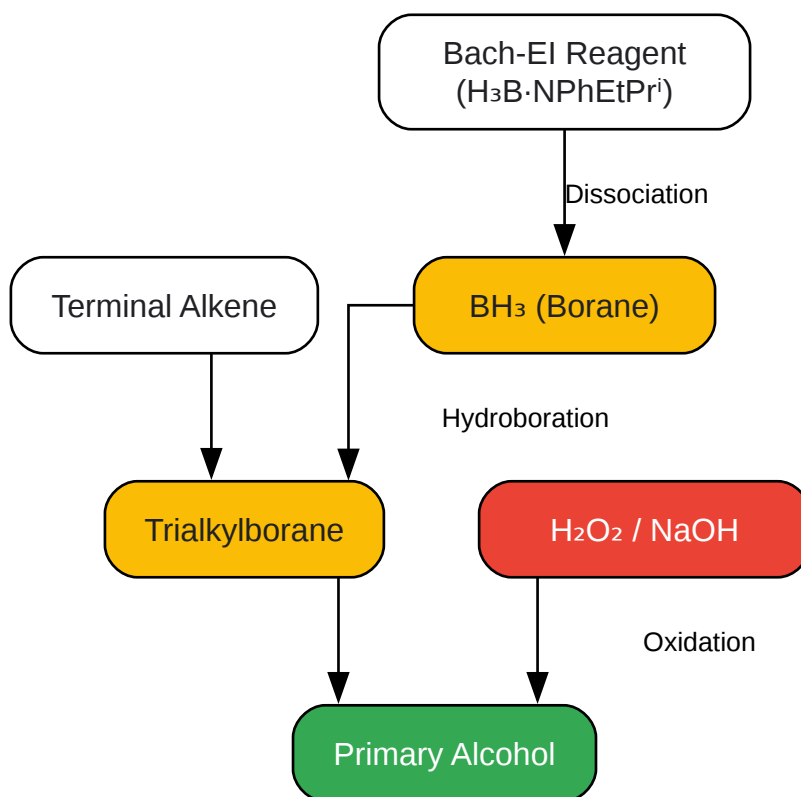 Bach-EI Reagent
(H₃B·NPhEtPrⁱ)
Dissociation
Terminal Alkene
BH₃ (Borane)
Hydroboration
Trialkylborane
H₂O₂ / NaOH
Oxidation
Primary Alcohol